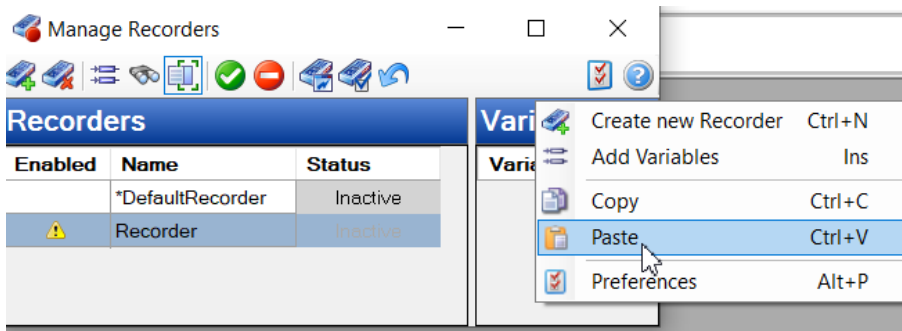 Manage Recorders
Recorders
Enabled Name Status
*DefaultRecorder Inactive
Recorder Inactive
Vari
Varia
Create new Recorder Ctrl+N
Add Variables Ins
Copy Ctrl+C
Paste Ctrl+V
Preferences Alt+P